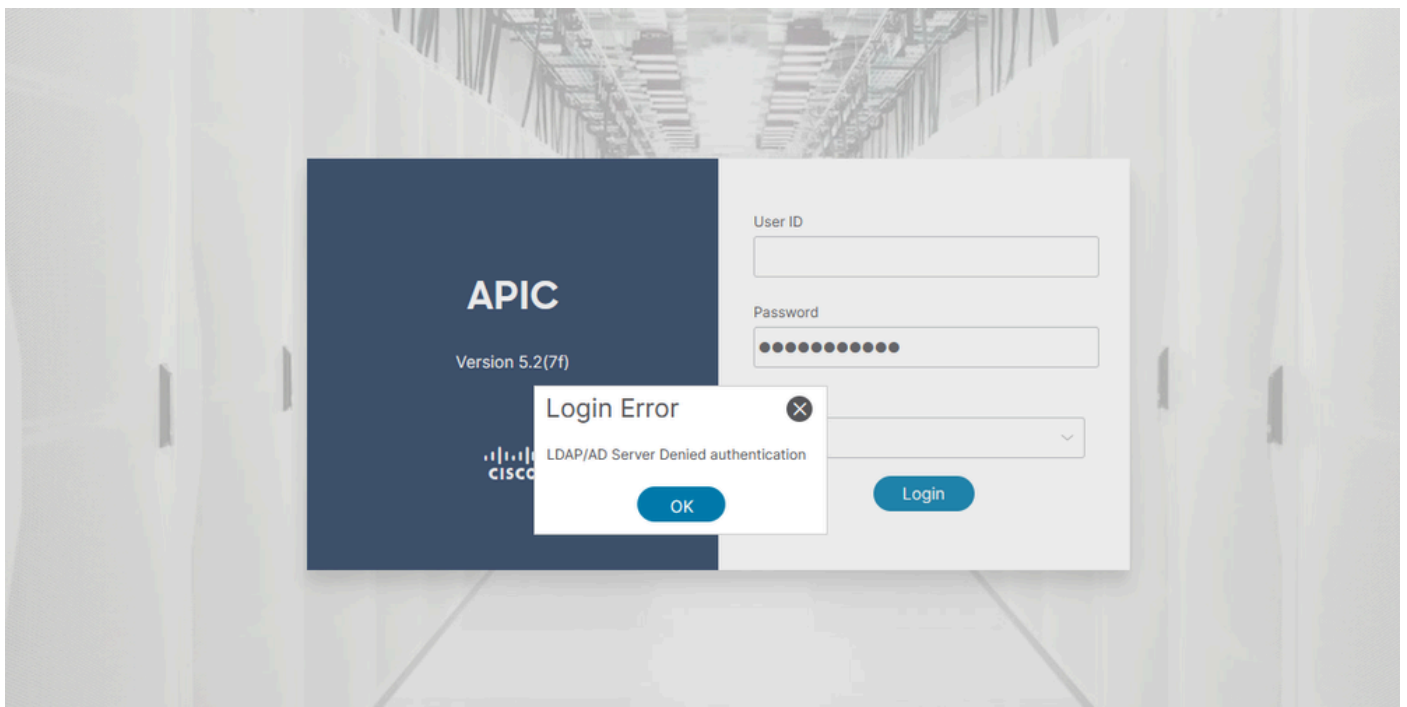 User ID
APIC
Password
Version 5.2(7f)
Login Error
LDAP/AD Server Denied authentication
OK
Login